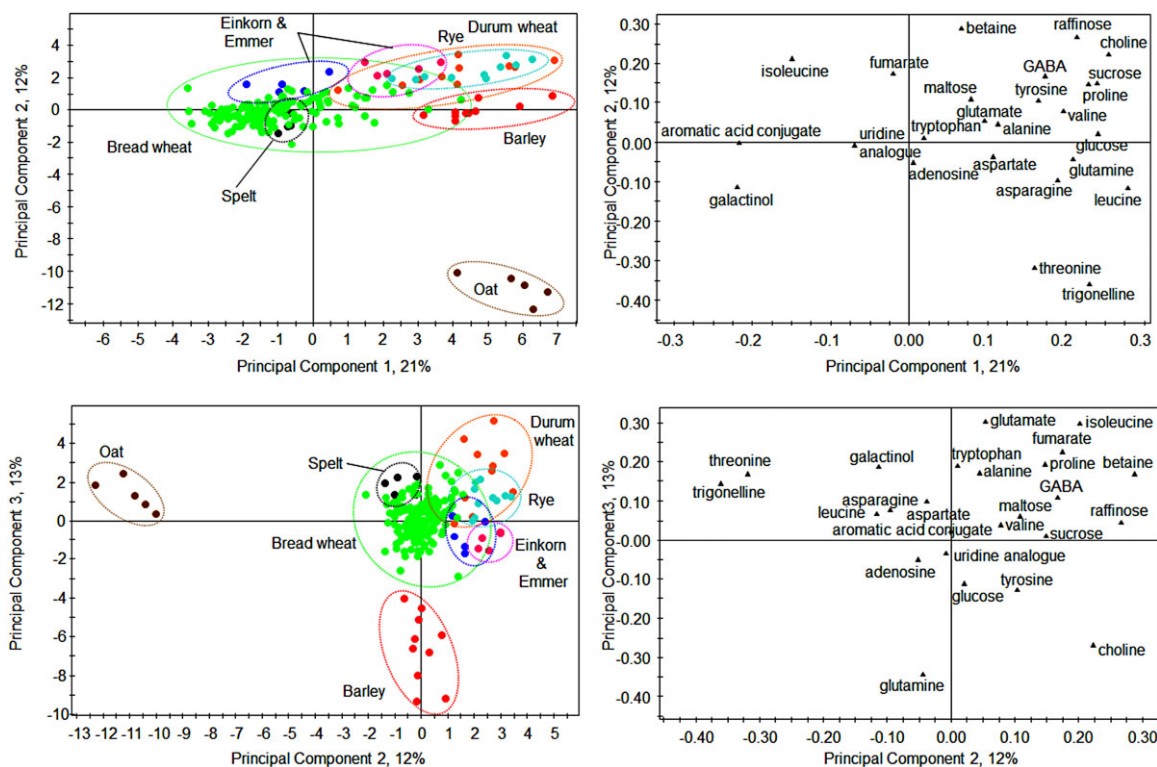 Einkorn &
Emmer
Rye
Durum wheat
Bread wheat
Spelt
Barley
Oat
Principal Component 2, 12%
6
4
2
0
-2
-4
-6
-8
-10
-12
-6
-5
-4
-3
-2
-1
0
1
2
3
4
5
6
7
Principal Component 1, 21%
Principal Component 2, 12%
0.30
0.20
0.10
0.00
-0.10
-0.20
-0.30
-0.40
betaine
raffinose
choline
isoleucine
fumarate
GABA
sucrose
maltose
tyrosine
proline
glutamate
valine
aromatic acid conjugate
uridine
tryptophan
alanine
analogue
glucose
adenosine
aspartate
glutamine
asparagine
galactinol
leucine
threonine
trigonelline
-0.3
-0.2
-0.1
0.00
0.1
0.2
0.3
Principal Component 1, 21%
Principal Component 3, 13%
4
2
0
-2
-4
-6
-8
-10
Oat
Spelt
Durum
wheat
Rye
Bread wheat
Einkorn
&
Emmer
Barley
-13
-12
-11
-10
-9
-8
-7
-6
-5
-4
-3
-2
-1
0
1
2
3
4
5
Principal Component 2, 12%
Principal Component3, 13%
0.30
0.20
0.10
-0.00
-0.10
-0.20
-0.30
-0.40
glutamate
isoleucine
fumarate
threonine
galactinol
tryptophan
proline
betaine
trigonelline
alanine
GABA
asparagine
maltose
raffinose
leucine
aspartate
valine
aromatic acid conjugate
sucrose
uridine analogue
adenosine
tyrosine
glucose
choline
glutamine
-0.40
-0.30
-0.20
-0.10
0.00
0.10
0.20
0.30
Principal Component 2, 12%